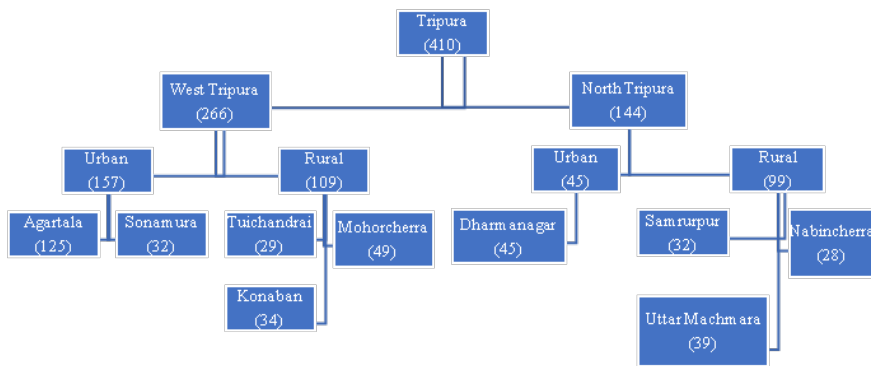 Tripura
(410)
West Tripura
(266)
North Tripura
(144)
Urban
(157)
Rural
(109)
Urban
(45)
Rural
(99)
Agartala
(125)
Sonamura
(32)
Tuichandrai
(29)
Mohorcherra
(49)
Dharmanagar
(45)
Samrurpur
(32)
Nabincherra
(28)
Konaban
(34)
Uttar Machmara
(39)